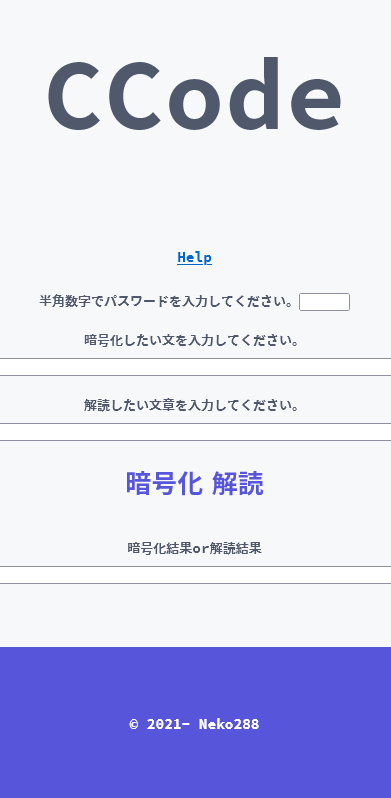 CCode
Help
半角数字でパスワードを入力してください。
暗号化したい文を入力してください。
解読したい文章を入力してください。
暗号化 解読
暗号化結果or解読結果
© 2021- Neko288